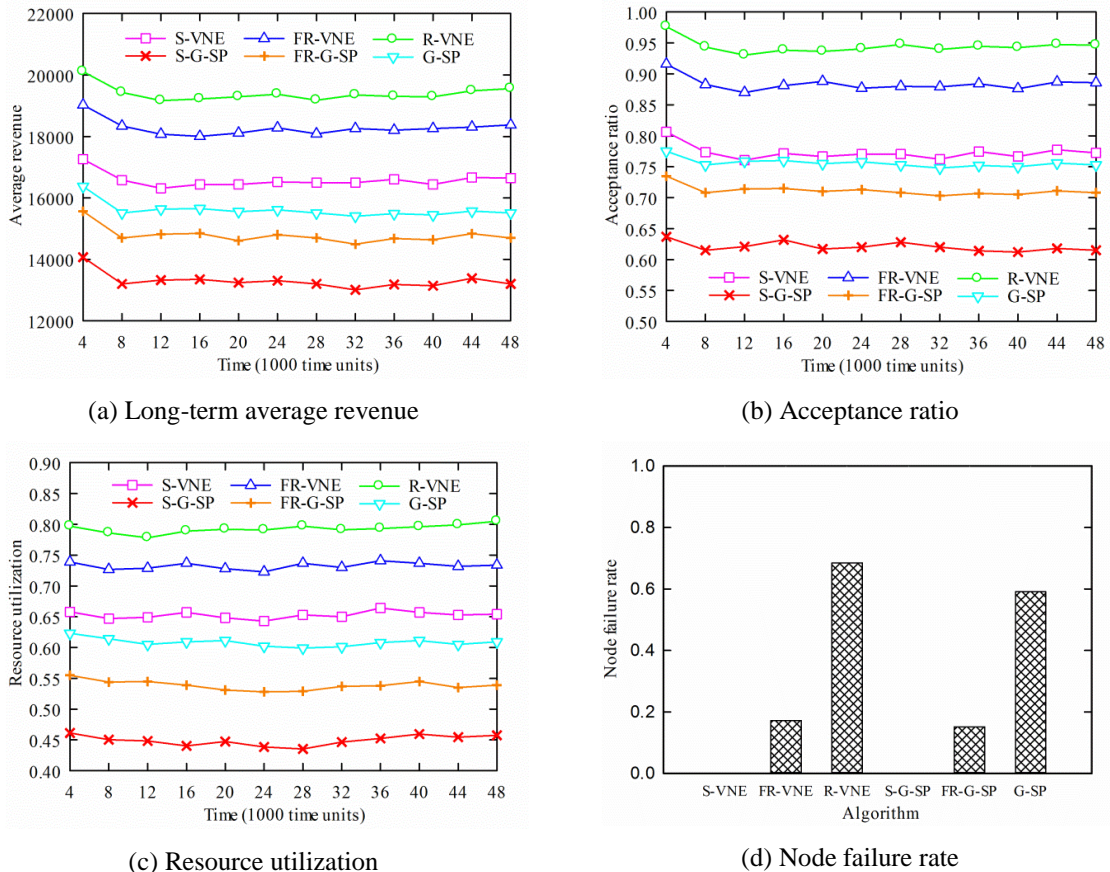 22000
20000
18000
16000
14000
12000
Average revenue
S-VNE FR-VNE R-VNE
S-G-SP FR-G-SP G-SP
4 8 12 16 20 24 28 32 36 40 44 48
Time (1000 time units)
(a) Long-term average revenue
1.00
0.95
0.90
0.85
0.80
0.75
0.70
0.65
0.60
0.55
0.50
Acceptance ratio
S-VNE FR-VNE R-VNE
S-G-SP FR-G-SP G-SP
4 8 12 16 20 24 28 32 36 40 44 48
Time (1000 time units)
(b) Acceptance ratio
0.90
0.85
0.80
0.75
0.70
0.65
0.60
0.55
0.50
0.45
0.40
Resource utilization
S-VNE FR-VNE R-VNE
S-G-SP FR-G-SP G-SP
4 8 12 16 20 24 28 32 36 40 44 48
Time (1000 time units)
(c) Resource utilization
1.0
0.8
0.6
0.4
0.2
0.0
Node failure rate
S-VNE FR-VNE R-VNE S-G-SP FR-G-SP G-SP
Algorithm
(d) Node failure rate